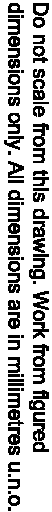 Do not scale from this drawing. Work from figured
dimensions only. All dimensions are in millimetres u.n.o.